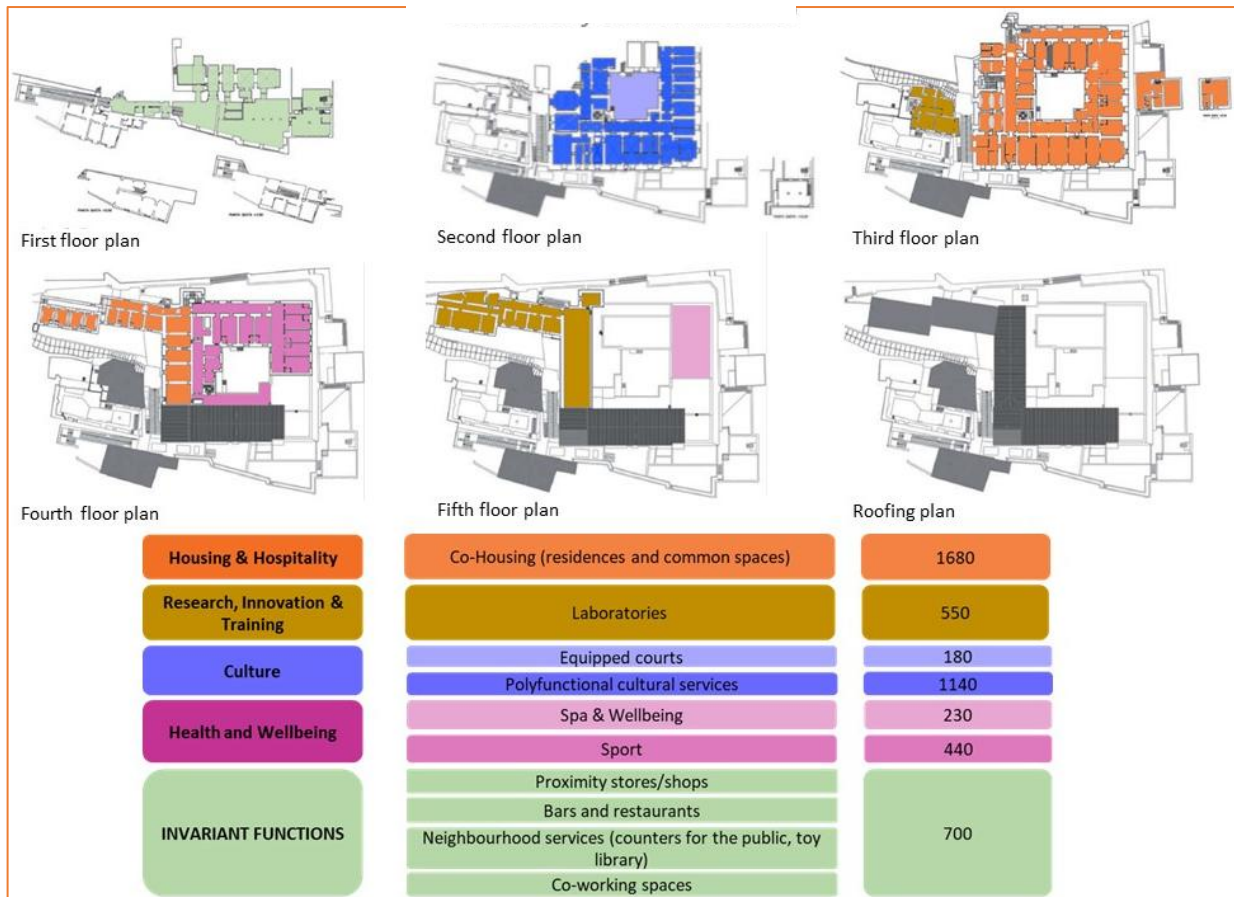 First floor plan
Second floor plan
Third floor plan
Fourth floor plan
Fifth floor plan
Roofing plan
Housing & Hospitality
Co-Housing (residences and common spaces)
1680
Research, Innovation &
Training
Laboratories
550
Culture
Equipped courts
180
Polyfunctional cultural services
1140
Health and Wellbeing
Spa & Wellbeing
230
Sport
440
INVARIANT FUNCTIONS
Proximity stores/shops
Bars and restaurants
Neighbourhood services (counters for the public, toy
library)
Co-working spaces
700